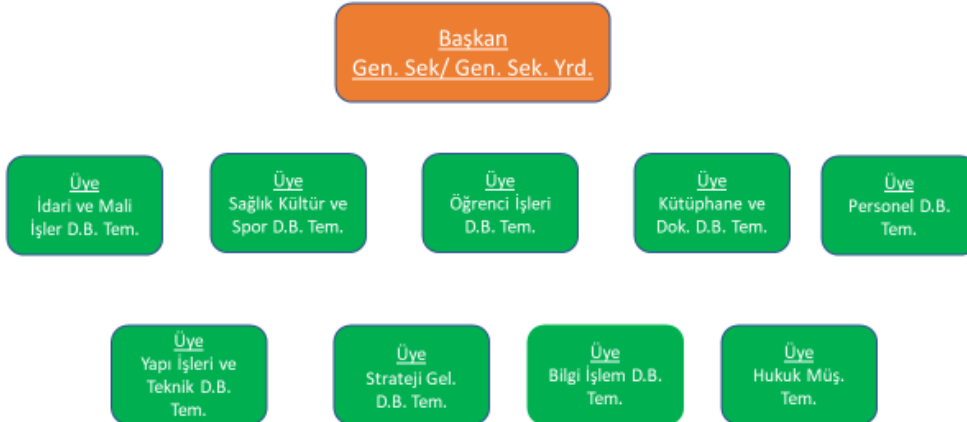 Başkan
Gen. Sek/ Gen. Sek. Yrd.
Üye
İdari ve Mali
İşler D.B. Tem.
Üye
Sağlık Kültür ve
Spor D.B. Tem.
Üye
Öğrenci İşleri
D.B. Tem.
Üye
Kütüphane ve
Dok. D.B. Tem.
Üye
Personel D.B.
Tem.
Üye
Yapı İşleri ve
Teknik D.B.
Tem.
Üye
Strateji Gel.
D.B. Tem.
Üye
Bilgi İşlem D.B.
Tem.
Üye
Hukuk Müş.
Tem.